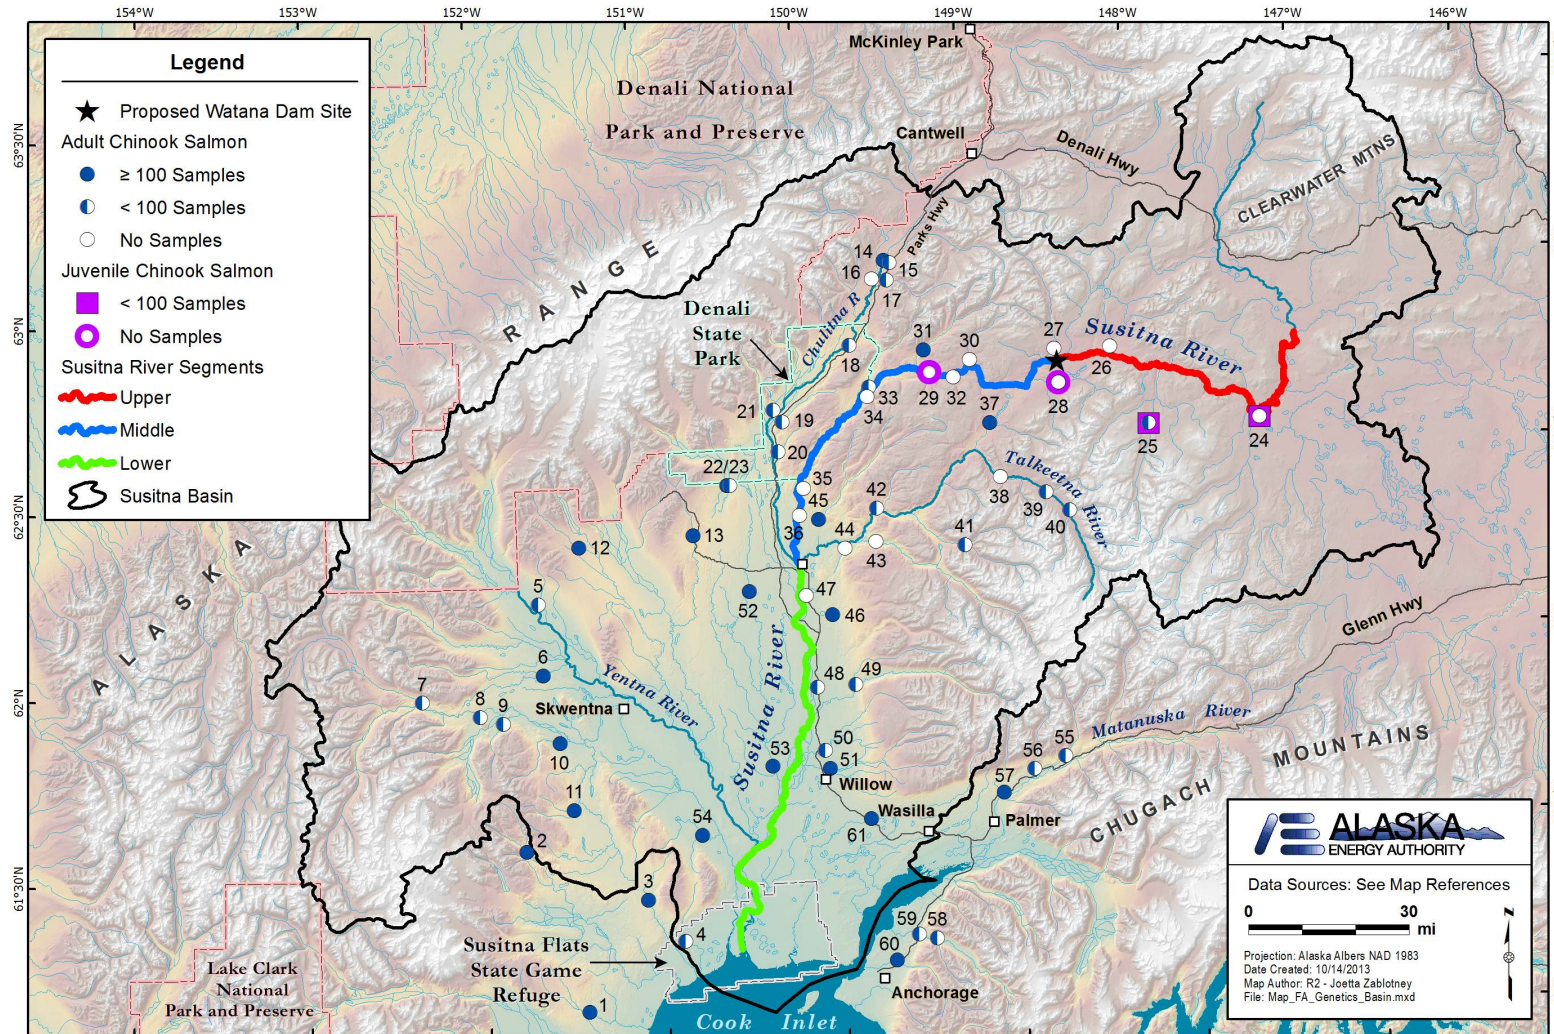 154°W
153°W
152°W
151°W
150°W
149°W
148°W
147°W
146°W
63°30'N
63°N
62°30'N
62°N
61°30'N
Legend
Proposed Watana Dam Site
Adult Chinook Salmon
≥ 100 Samples
< 100 Samples
No Samples
Juvenile Chinook Salmon
< 100 Samples
No Samples
Susitna River Segments
Upper
Middle
Lower
Susitna Basin
McKinley Park
Denali National
Park and Preserve
Cantwell
Denali Hwy
CLEARWATER MTNS
Parks Hwy
ALASKA RANGE
Denali
State
Park
Chulitna R
14
15
16
17
18
31
30
27
Susitna River
26
29
32
28
33
34
37
21
19
20
25
24
22/23
35
45
36
42
44
43
38
39
40
41
Talkeetna River
13
12
5
52
47
46
6
Yentna River
Susitna River
48
49
7
8
9
Skwentna
10
53
50
51
Willow
Glenn Hwy
Matanuska River
55
56
57
11
54
61
Wasilla
Palmer
CHUGACH MOUNTAINS
2
3
4
59
58
60
Anchorage
Susitna Flats
State Game
Refuge
Lake Clark
National
Park and Preserve
1
Cook Inlet
ALASKA
ENERGY AUTHORITY
Data Sources: See Map References
0 30
mi
N
Projection: Alaska Albers NAD 1983
Date Created: 10/14/2013
Map Author: R2 - Joetta Zablotney
File: Map_FA_Genetics_Basin.mxd